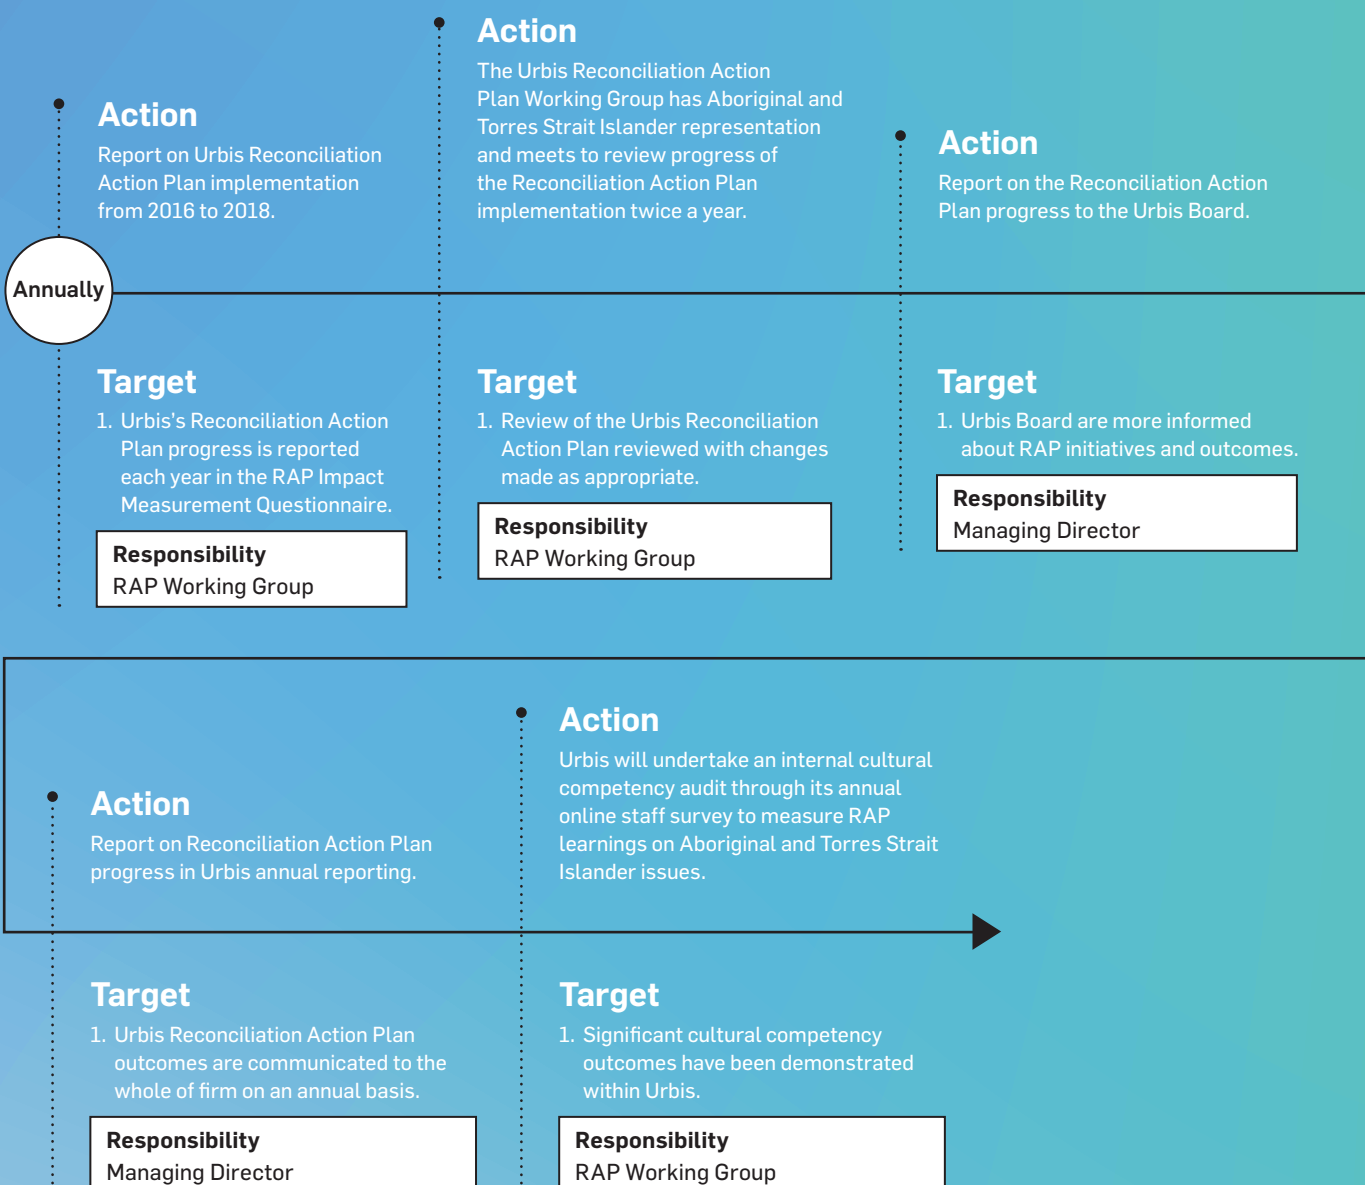 Annually
Action
Report on Urbis Reconciliation
Action Plan implementation
from 2016 to 2018.
Target
1. Urbis's Reconciliation Action
Plan progress is reported
each year in the RAP Impact
Measurement Questionnaire.
Responsibility
RAP Working Group
Action
The Urbis Reconciliation Action
Plan Working Group has Aboriginal and
Torres Strait Islander representation
and meets to review progress of
the Reconciliation Action Plan
implementation twice a year.
Target
1. Review of the Urbis Reconciliation
Action Plan reviewed with changes
made as appropriate.
Responsibility
RAP Working Group
Action
Report on the Reconciliation Action
Plan progress to the Urbis Board.
Target
1. Urbis Board are more informed
about RAP initiatives and outcomes.
Responsibility
Managing Director
Action
Report on Reconciliation Action Plan
progress in Urbis annual reporting.
Target
1. Urbis Reconciliation Action Plan
outcomes are communicated to the
whole of firm on an annual basis.
Responsibility
Managing Director
Action
Urbis will undertake an internal cultural
competency audit through its annual
online staff survey to measure RAP
learnings on Aboriginal and Torres Strait
Islander issues.
Target
1. Significant cultural competency
outcomes have been demonstrated
within Urbis.
Responsibility
RAP Working Group